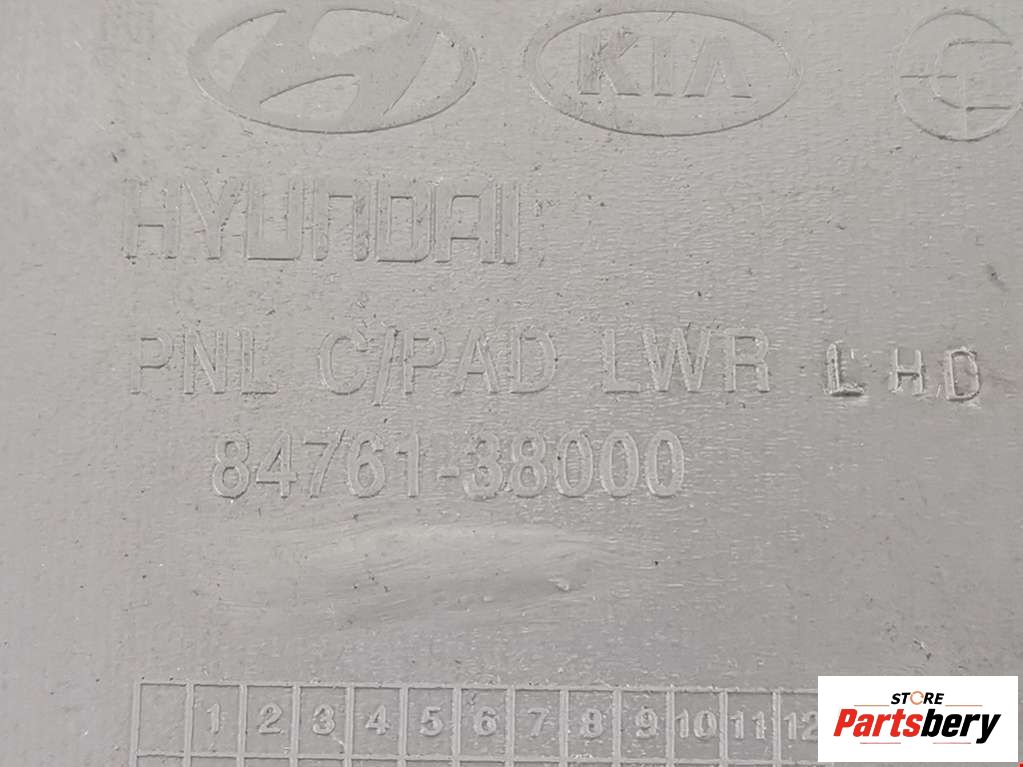 KIA
HYUNDAI
PNL C/PAD LWR LHD
84761-38000
1 2 3 4 5 6 7 8 9 10 11 12
STORE
Partsbery